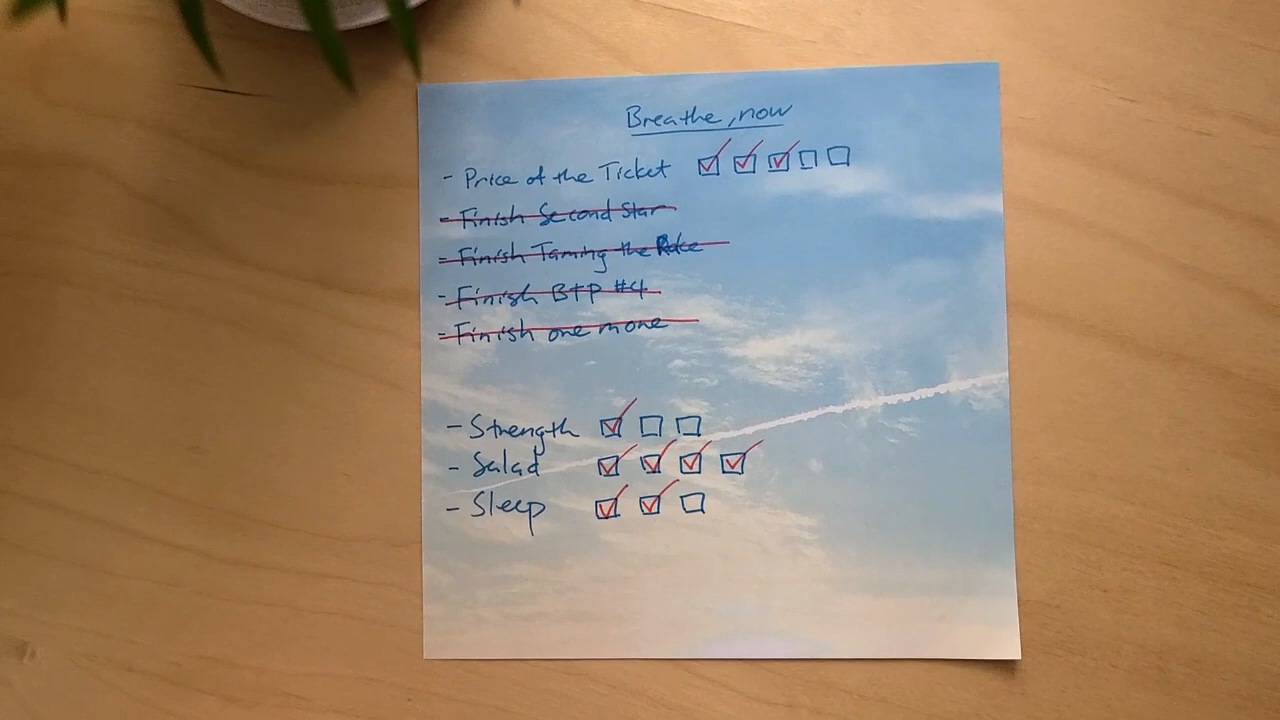 Breathe, now
- Price of the Ticket
- Finish Second Star
- Finish Taming the
- Finish BTP #4
- Finish one more
- Strength
- Salad
- Sleep